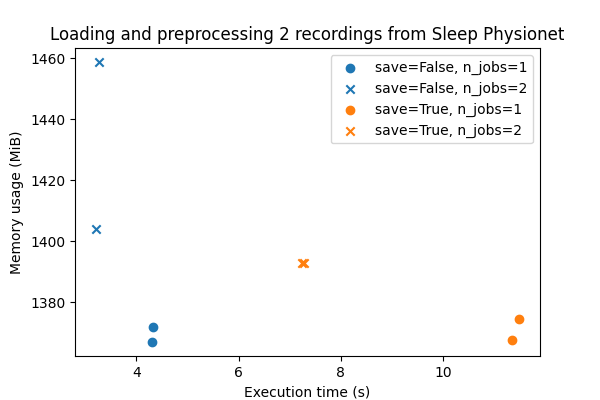 Loading and preprocessing 2 recordings from Sleep Physionet
1460
1440
1420
1400
1380
Memory usage (MiB)
save=False, n_jobs=1
save=False, n_jobs=2
save=True, n_jobs=1
save=True, n_jobs=2
4 6 8 10
Execution time (s)